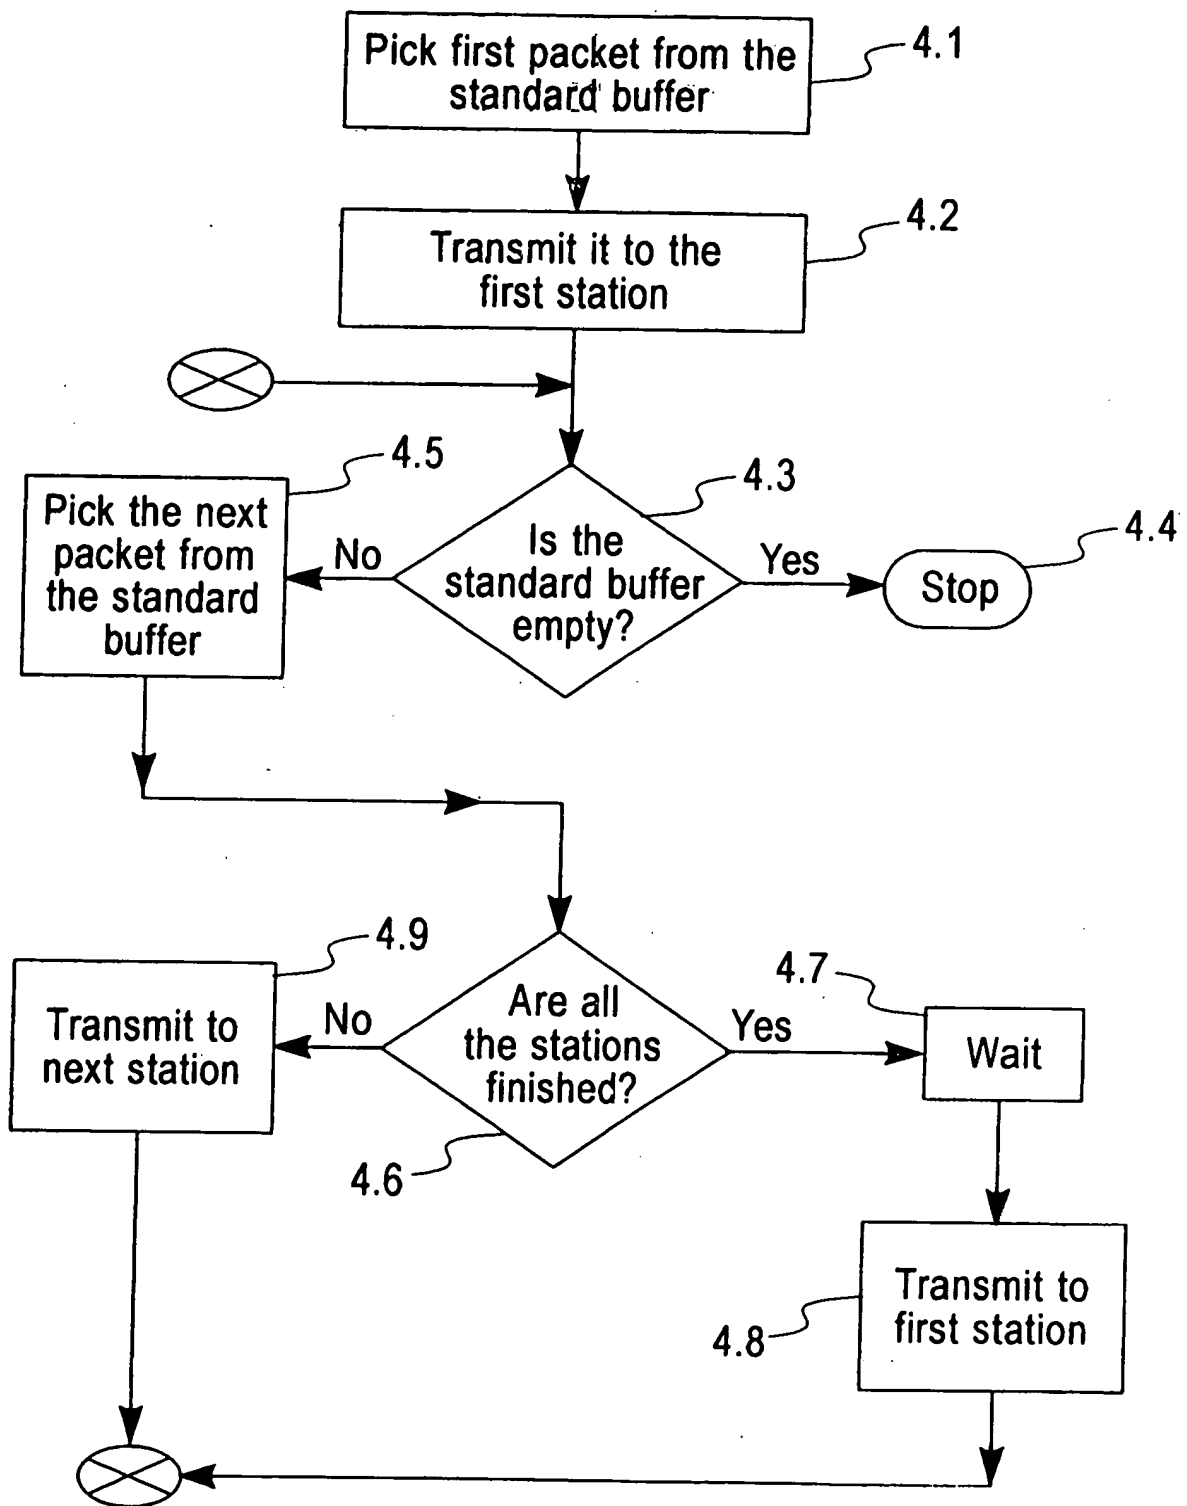 Pick first packet from the
standard buffer
4.1
Transmit it to the
first station
4.2
4.5
Pick the next
packet from
the standard
buffer
No
4.3
Is the
standard buffer
empty?
Yes
4.4
Stop
4.9
Transmit to
next station
No
Are all
the stations
finished?
4.6
Yes
4.7
Wait
Transmit to
first station
4.8